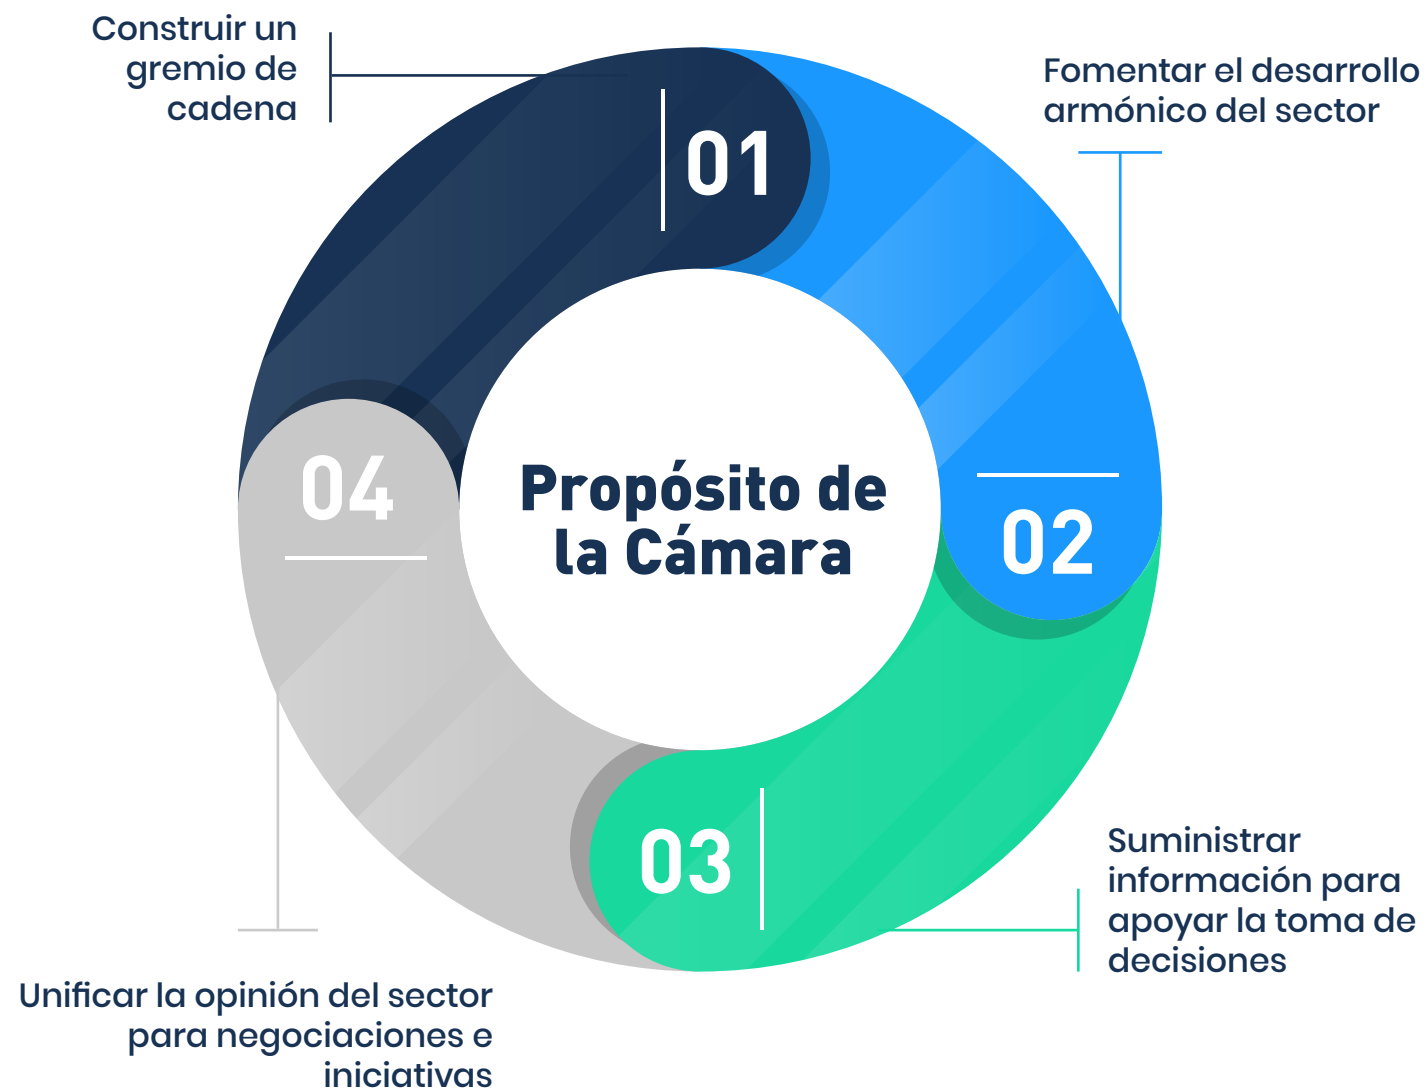 Construir un
gremio de
cadena
01
Fomentar el desarrollo
armónico del sector
02
Propósito de
la Cámara
03
Suministrar
información para
apoyar la toma de
decisiones
04
Unificar la opinión del sector
para negociaciones e
iniciativas